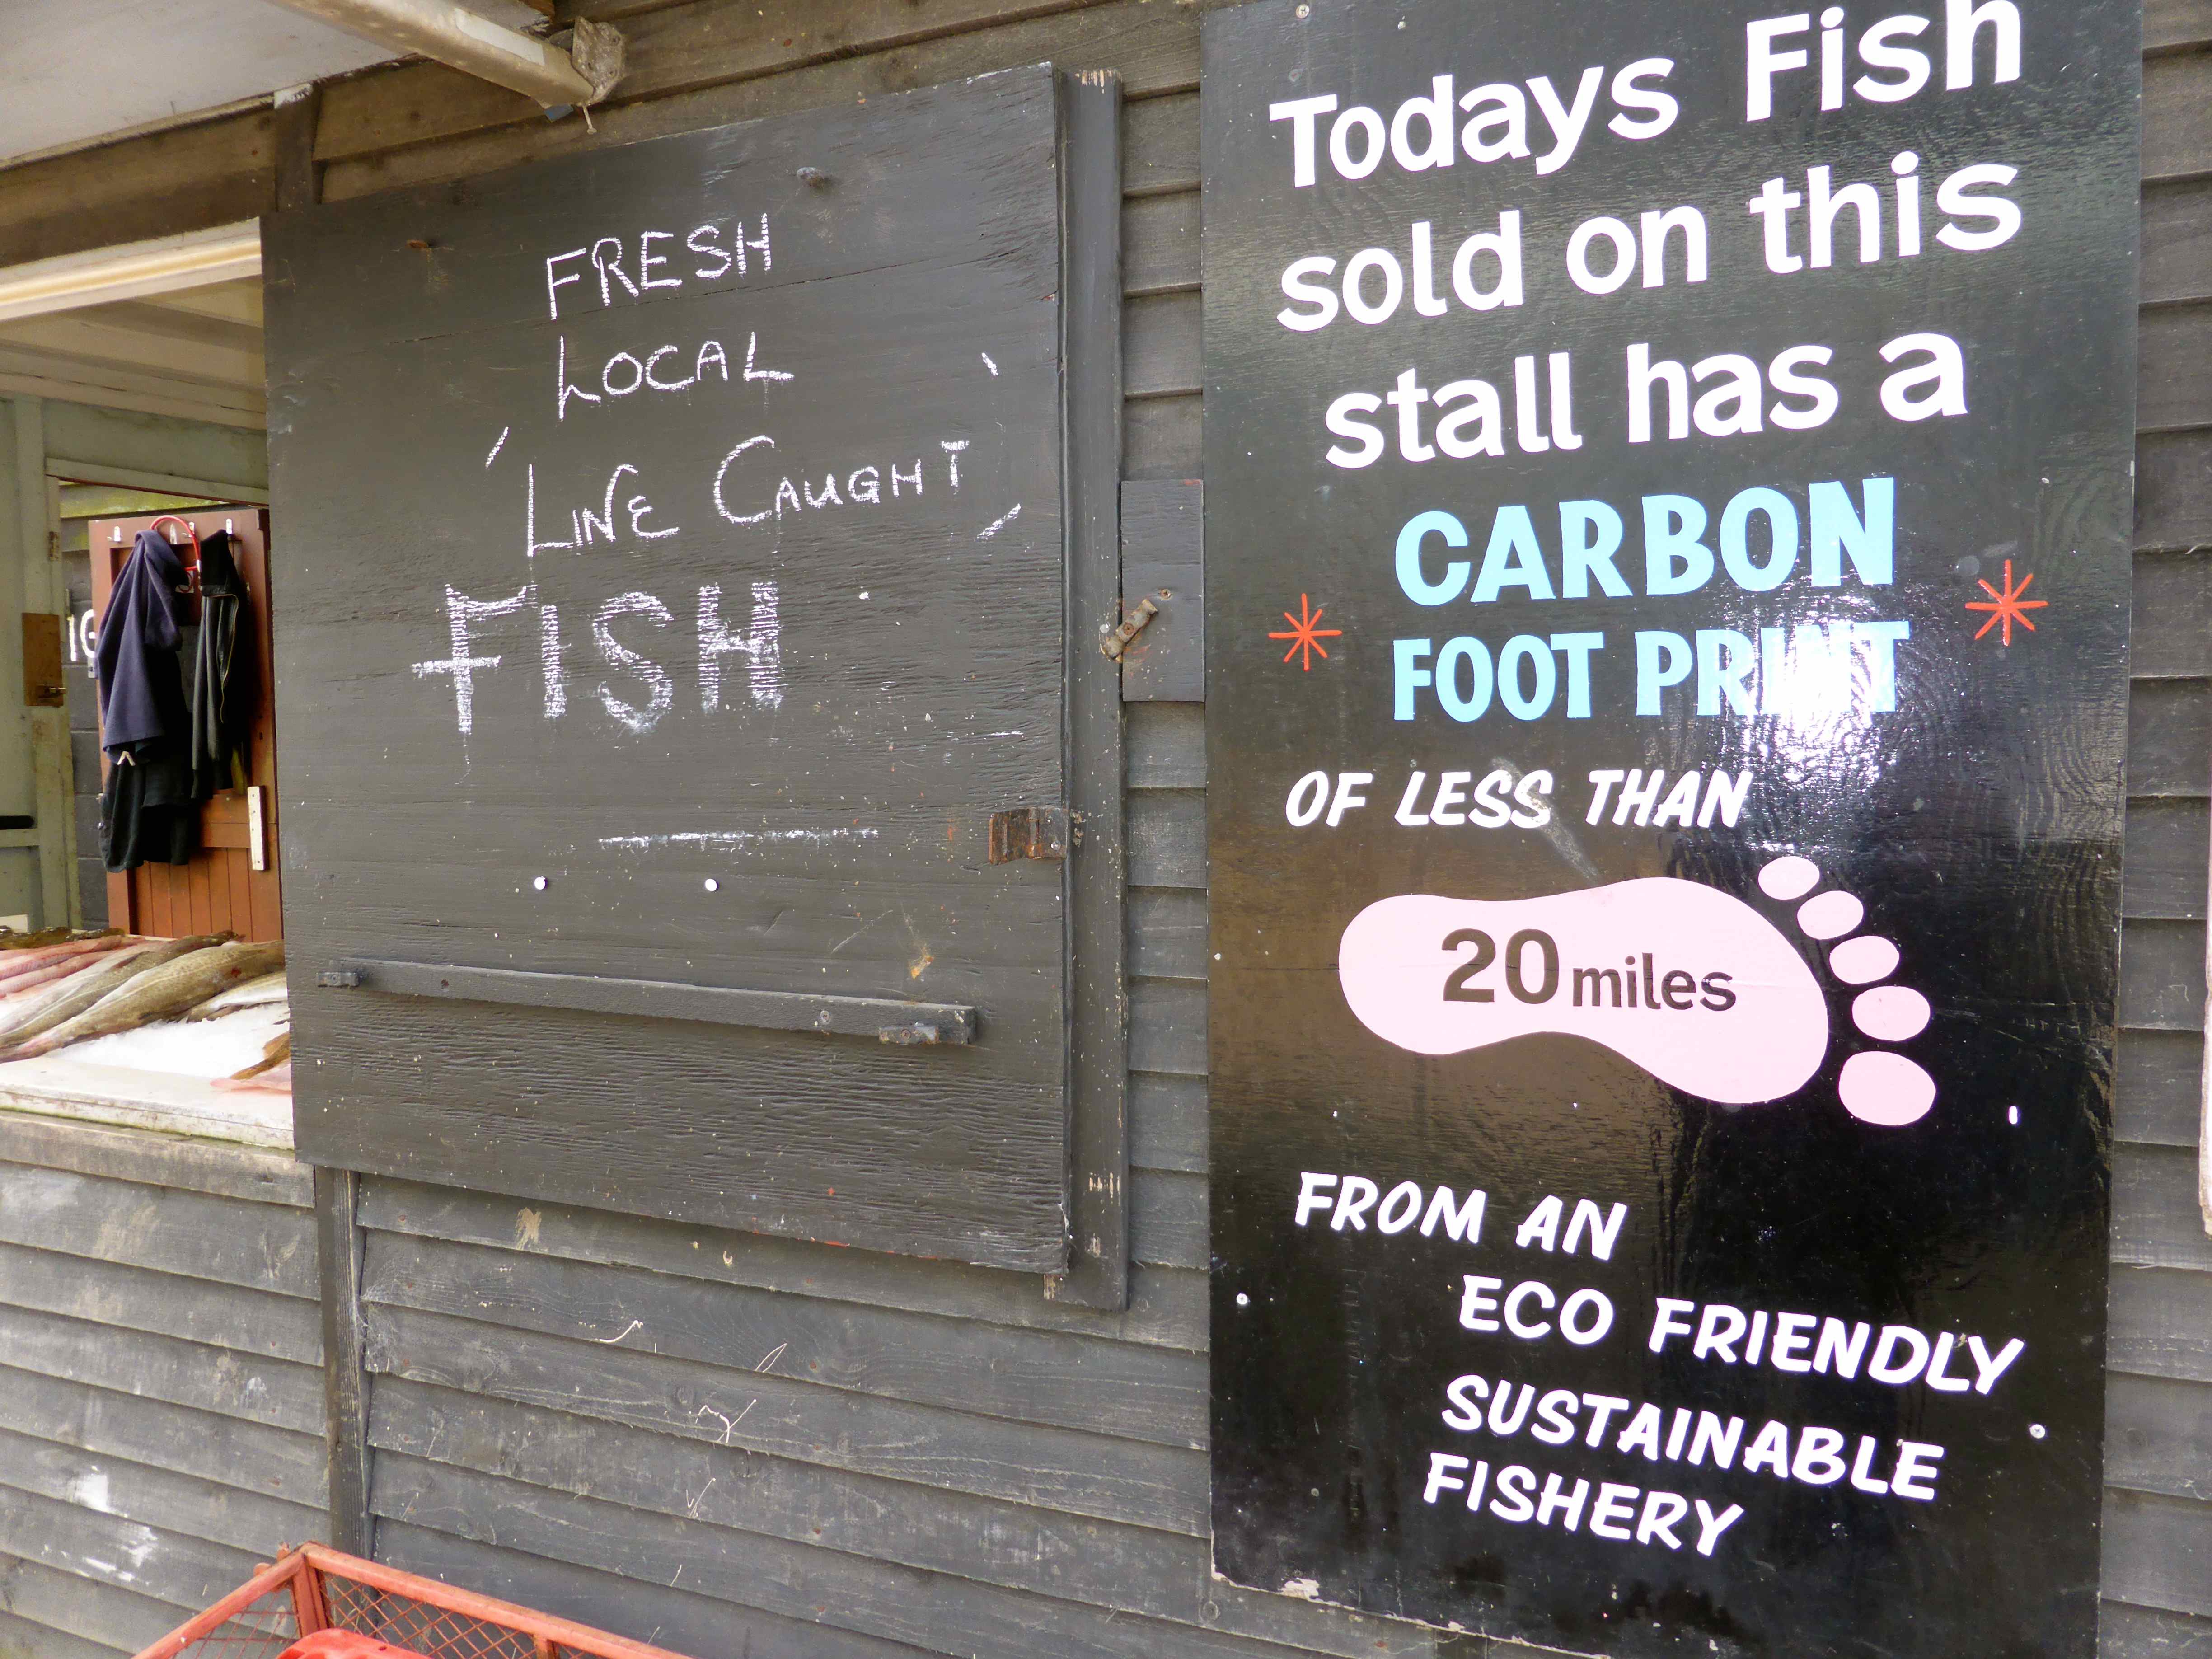 FRESH
LOCAL
LINE CAUGHT
FISH
Todays Fish
sold on this
stall has a
CARBON
FOOT PRINT
OF LESS THAN
20 miles
FROM AN
ECO FRIENDLY
SUSTAINABLE
FISHERY